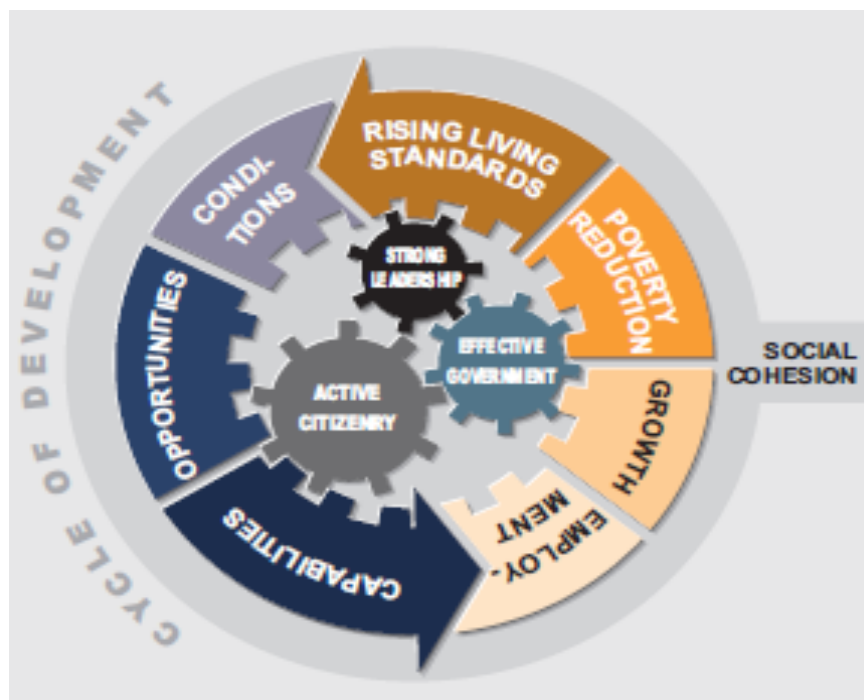 CYCLE OF DEVELOPMENT
RISING LIVING
STANDARDS
POVERTY
REDUCTION
GROWTH
EMPLOY-
MENT
CAPABILITIES
OPPORTUNITIES
CONDI-
TIONS
STRONG
LEADERSHIP
EFFECTIVE
GOVERNMENT
ACTIVE
CITIZENRY
SOCIAL
COHESION